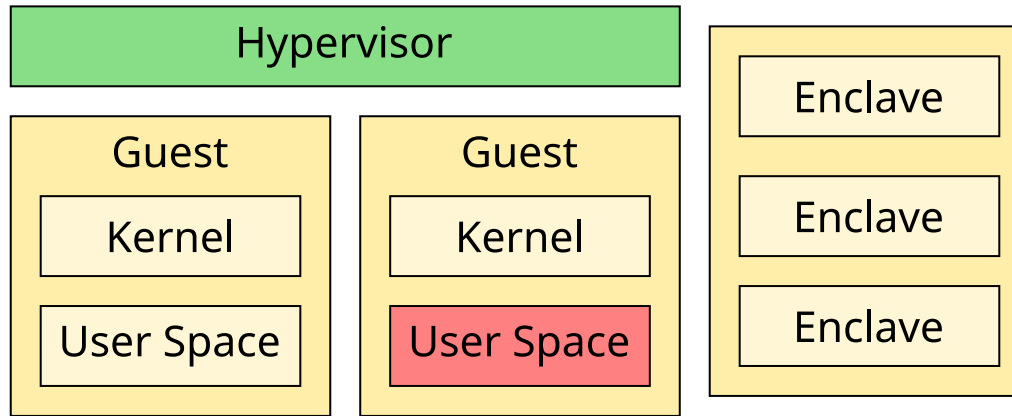 Hypervisor
Guest
Kernel
User Space
Guest
Kernel
User Space
Enclave
Enclave
Enclave